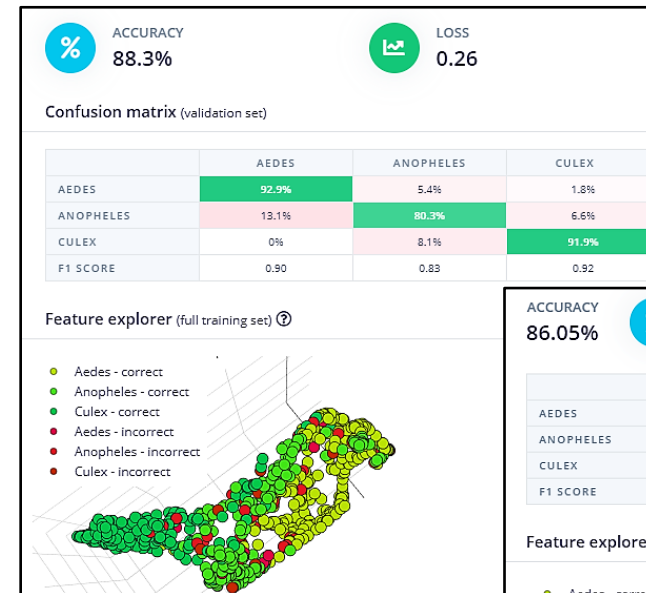 ACCURACY
88.3%
LOSS
0.26
Confusion matrix (validation set)
AEDES ANOPHELES CULEX
AEDES 92.9% 5.4% 1.8%
ANOPHELES 13.1% 80.3% 6.6%
CULEX 0% 8.1% 91.9%
F1 SCORE 0.90 0.83 0.92
Feature explorer (full training set)
Aedes - correct
Anopheles - correct
Culex - correct
Aedes - incorrect
Anopheles - incorrect
Culex - incorrect
ACCURACY
86.05%
AEDES
ANOPHELES
CULEX
F1 SCORE
Feature explore